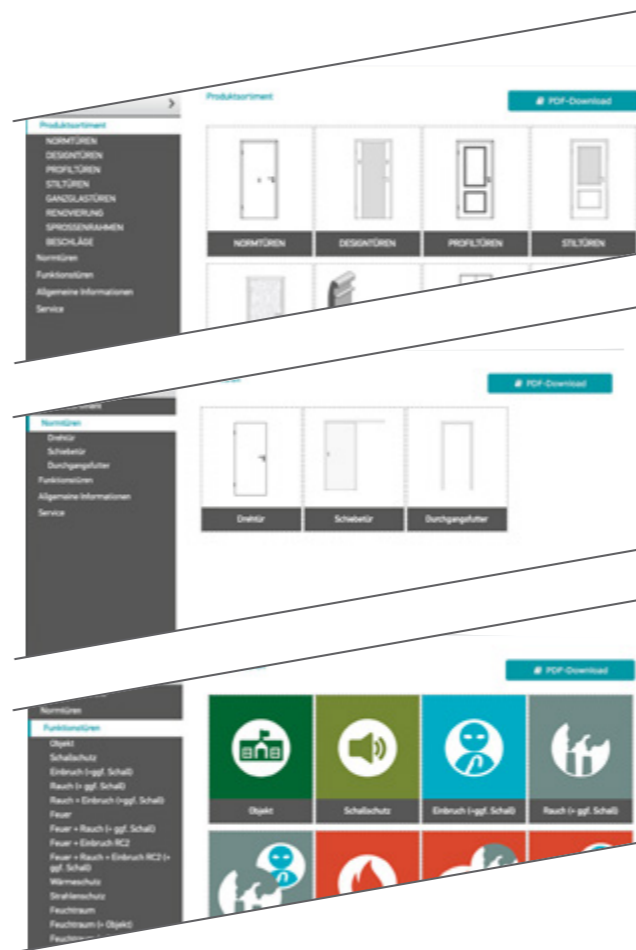 Produktsortiment
PDF-Download
Produktsortiment
NORMTÜREN
DESIGNTÜREN
PROFILTÜREN
STILTÜREN
GANZGLASTÜREN
RENOVIERUNG
SPROSSENRAHMEN
BESCHLÄGE
Normtüren
Funktionstüren
Allgemeine Informationen
Service
NORMTÜREN
DESIGNTÜREN
PROFILTÜREN
STILTÜREN
PDF-Download
Normtüren
Drehtür
Schiebetür
Durchgangsfutter
Funktionstüren
Allgemeine Informationen
Service
Drehtür
Schiebetür
Durchgangsfutter
PDF-Download
Normtüren
Funktionstüren
Objekt
Schallschutz
Einbruch (+ggf. Schall)
Rauch (+ ggf. Schall)
Rauch + Einbruch (+ggf. Schall)
Feuer
Feuer + Rauch (+ ggf. Schall)
Feuer + Einbruch RC2
Feuer + Rauch + Einbruch RC2 (+
ggf. Schall)
Wärmeschutz
Strahlenschutz
Feuchtraum
Feuchtraum (+ Objekt)
Objekt
Schallschutz
Einbruch (+ggf. Schall)
Rauch (+ ggf. Schall)